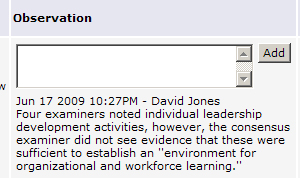 Observation
Add
w
Jun 17 2009 10:27PM - David Jones
Four examiners noted individual leadership
development activities, however, the consensus
examiner did not see evidence that these were
sufficient to establish an "environment for
organizational and workforce learning."